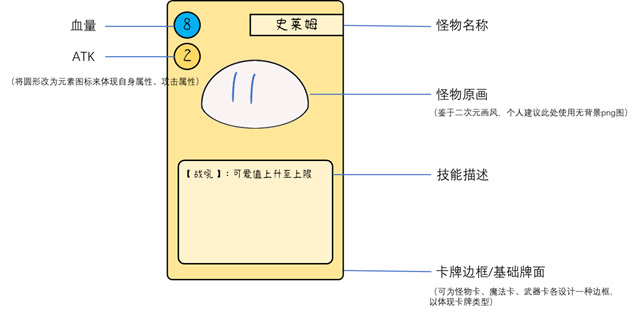 血量
8
史莱姆
怪物名称
ATK
2
（将圆形改为元素图标来体现自身属性、攻击属性）
怪物原画
（鉴于二次元画风，个人建议此处使用无背景png图）
【战吼】：可爱值上升至上限
技能描述
卡牌边框/基础牌面
（可为怪物卡、魔法卡、武器卡各设计一种边框，
以体现卡牌类型）